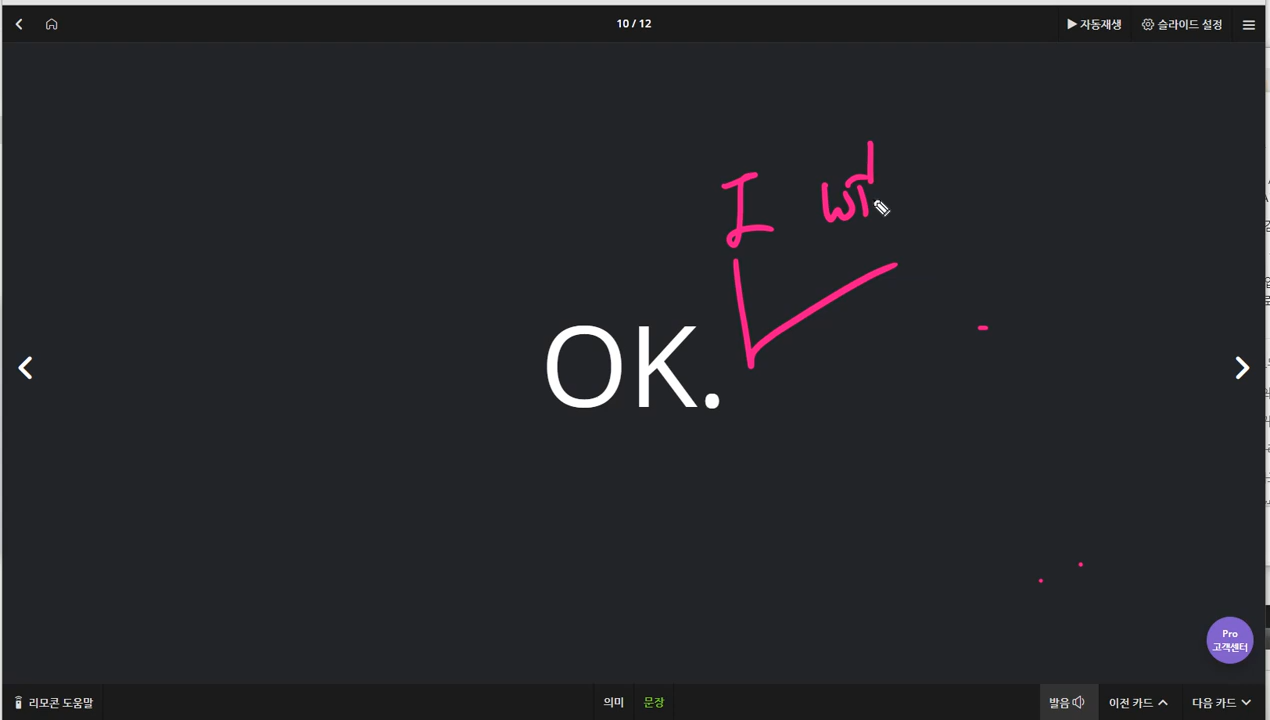 10 / 12
자동재생
슬라이드 설정
I
OK.
Pro
고객센터
리모콘 도움말
의미
문장
발음
이전 카드
다음 카드